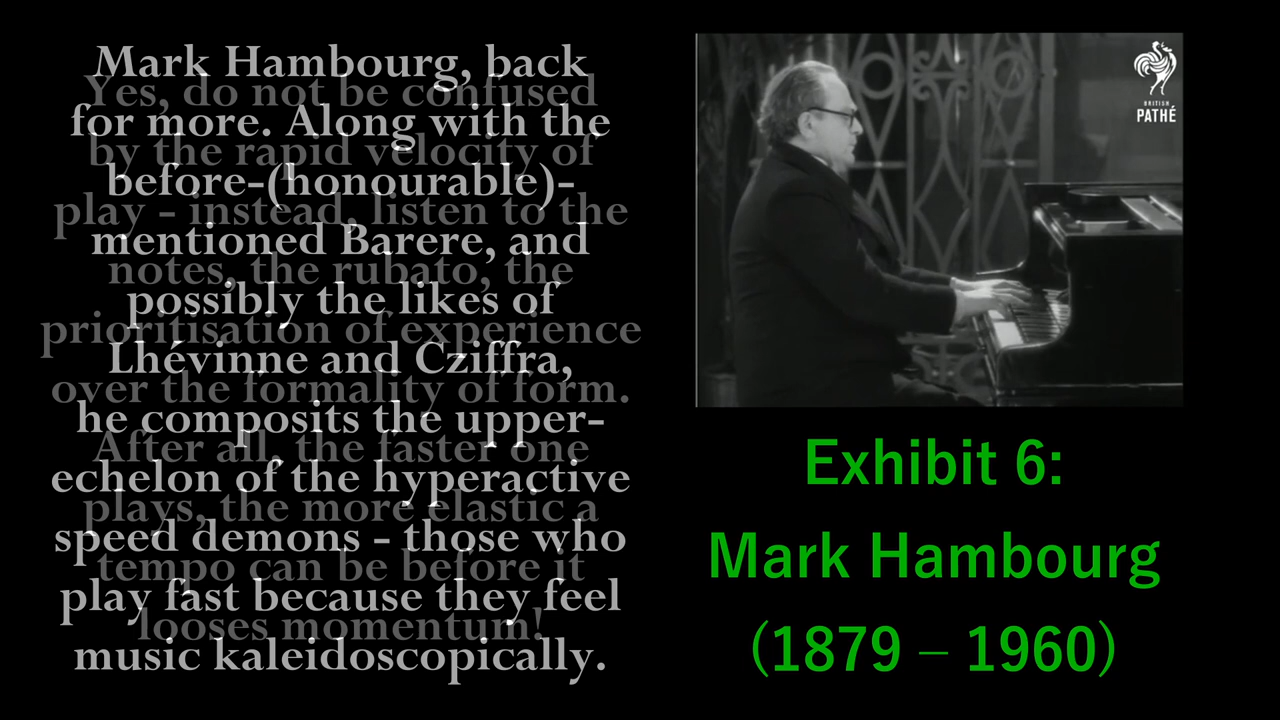 Mark Hambourg, back
for more. Along with the
before-(honourable)-
mentioned Barere, and
possibly the likes of
Lhévinne and Cziffra,
he composits the upper-
echelon of the hyperactive
speed demons - those who
play fast because they feel
music kaleidoscopically.
Yes, do not be confused
by the rapid velocity of
play - instead, listen to the
notes, the rubato, the
prioritisation of experience
over the formality of form.
After all, the faster one
plays, the more elastic a
tempo can be before it
looses momentum!
BRITISH
PATHÉ
Exhibit 6:
Mark Hambourg
(1879 – 1960)